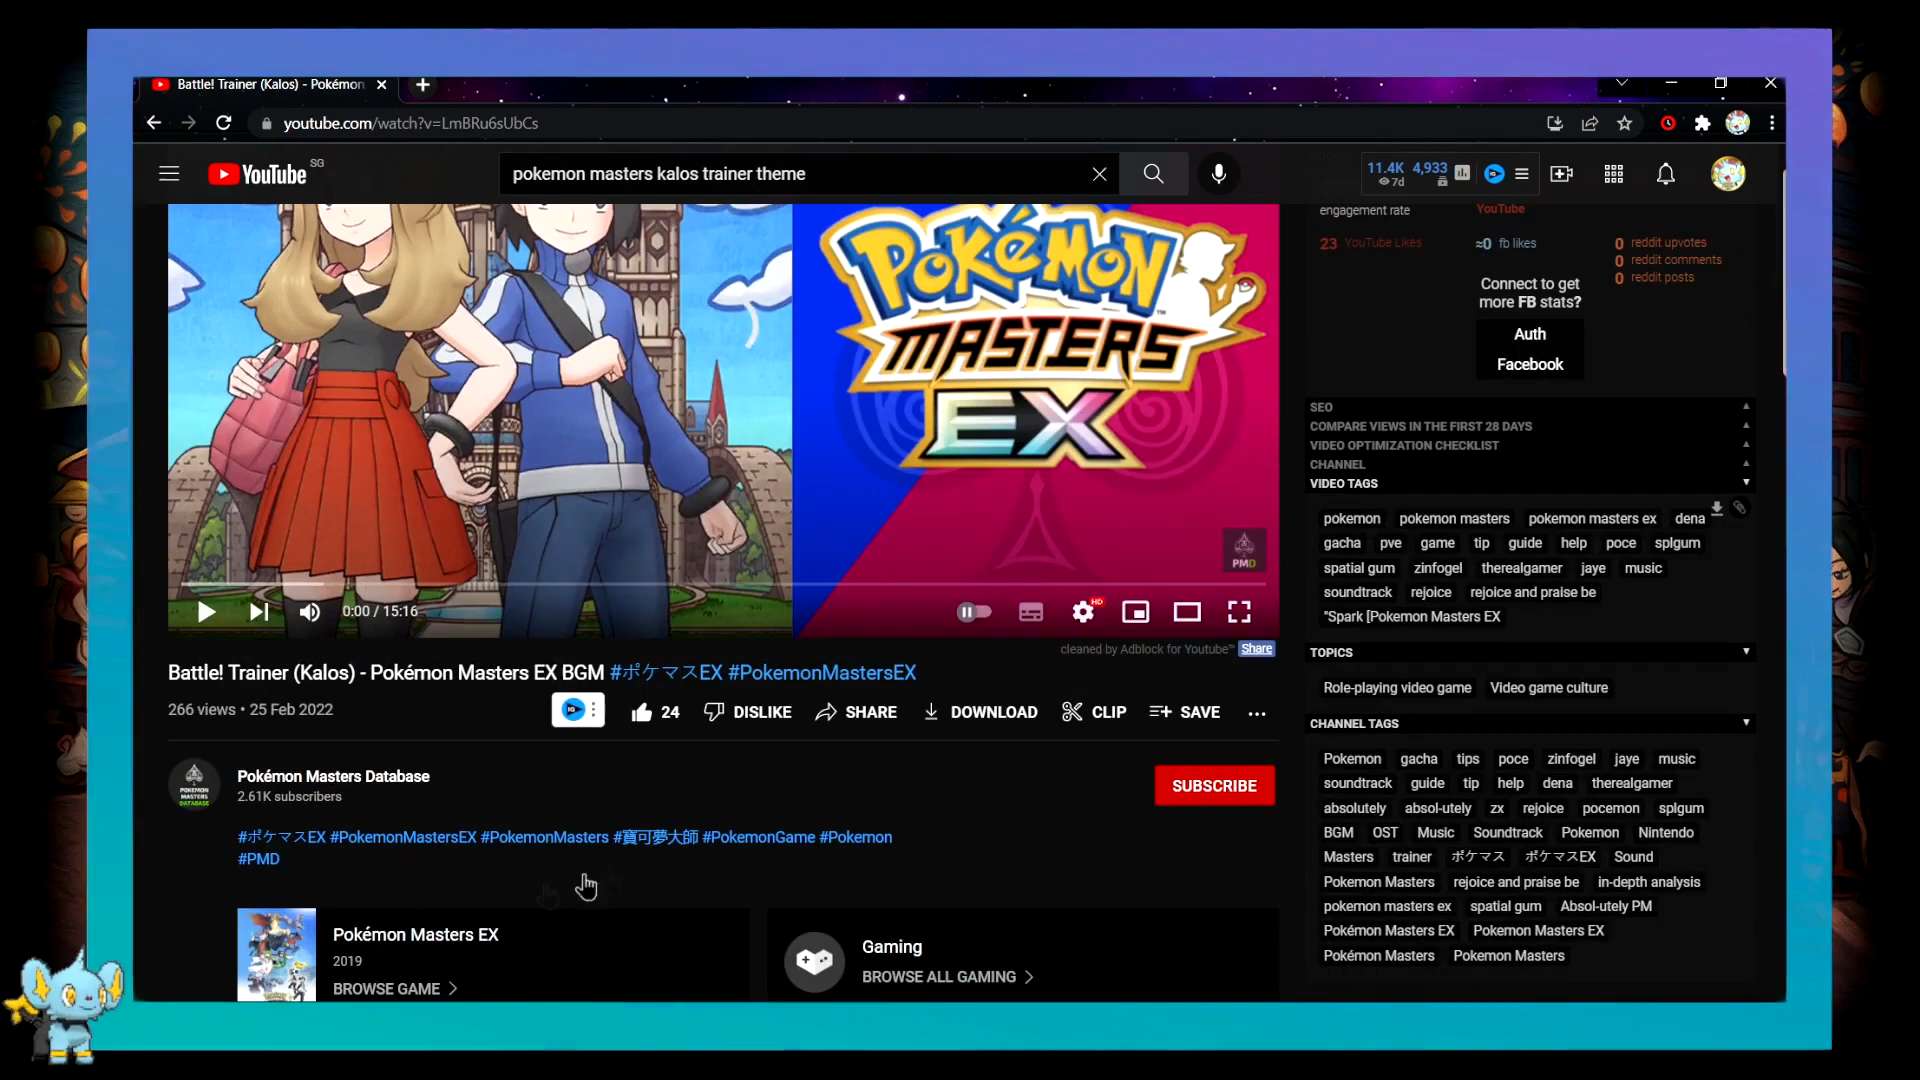 Battle! Trainer (Kalos) - Pokémon
youtube.com/watch?v=LmBRu6sUbCs
YouTube SG
pokemon masters kalos trainer theme
11.4K 4,933
7d
Pokémon
MASTERS
EX
PMD
0:00 / 15:16
HD
cleaned by Adblock for Youtube™ Share
Battle! Trainer (Kalos) - Pokémon Masters EX BGM #ポケマスEX #PokemonMastersEX
266 views • 25 Feb 2022
24 DISLIKE SHARE DOWNLOAD CLIP SAVE
POKEMON
MASTERS
DATABASE
Pokémon Masters Database
2.61K subscribers
SUBSCRIBE
#ポケマスEX #PokemonMastersEX #PokemonMasters #寶可夢大師 #PokemonGame #Pokemon
#PMD
Pokémon Masters EX
2019
BROWSE GAME
Gaming
BROWSE ALL GAMING
engagement rate
YouTube
23 YouTube Likes
≈0 fb likes
0 reddit upvotes
0 reddit comments
0 reddit posts
Connect to get
more FB stats?
Auth
Facebook
SEO
COMPARE VIEWS IN THE FIRST 28 DAYS
VIDEO OPTIMIZATION CHECKLIST
CHANNEL
VIDEO TAGS
pokemon pokemon masters pokemon masters ex dena
gacha pve game tip guide help poce splgum
spatial gum zinfogel therealgamer jaye music
soundtrack rejoice rejoice and praise be
"Spark [Pokemon Masters EX
TOPICS
Role-playing video game Video game culture
CHANNEL TAGS
Pokemon gacha tips poce zinfogel jaye music
soundtrack guide tip help dena therealgamer
absolutely absol-utely zx rejoice pocemon splgum
BGM OST Music Soundtrack Pokemon Nintendo
Masters trainer ポケマス ポケマスEX Sound
Pokemon Masters rejoice and praise be in-depth analysis
pokemon masters ex spatial gum Absol-utely PM
Pokémon Masters EX Pokemon Masters EX
Pokémon Masters Pokemon Masters